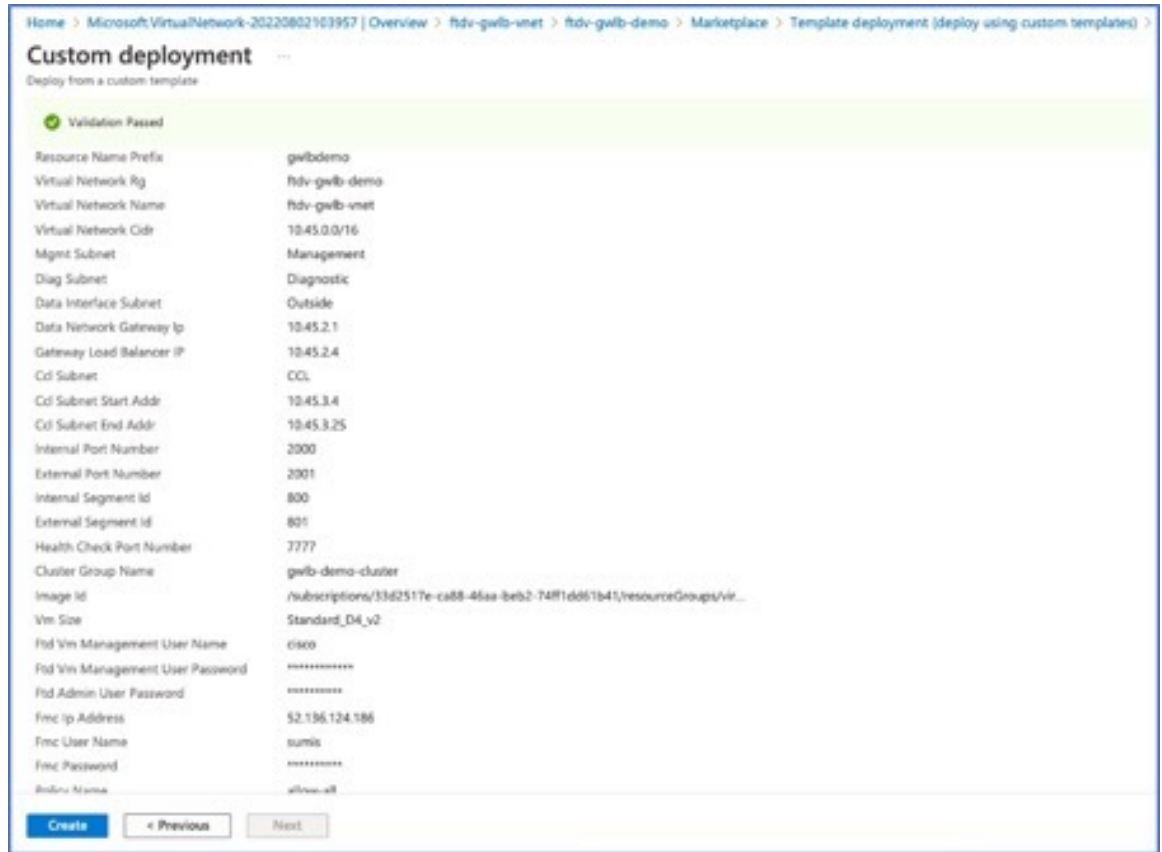 Home > Microsoft.VirtualNetwork-20220802103957 | Overview > ftdv-gwlb-vnet > ftdv-gwlb-demo > Marketplace > Template deployment (deploy using custom templates) >
Custom deployment ...
Deploy from a custom template
Validation Passed
Resource Name Prefix gwlbdemo
Virtual Network Rg ftdv-gwlb-demo
Virtual Network Name ftdv-gwlb-vnet
Virtual Network Cidr 10.45.0.0/16
Mgmt Subnet Management
Diag Subnet Diagnostic
Data Interface Subnet Outside
Data Network Gateway Ip 10.45.2.1
Gateway Load Balancer IP 10.45.2.4
Ccl Subnet CCL
Ccl Subnet Start Addr 10.45.3.4
Ccl Subnet End Addr 10.45.3.25
Internal Port Number 2000
External Port Number 2001
Internal Segment Id 800
External Segment Id 801
Health Check Port Number 7777
Cluster Group Name gwlb-demo-cluster
Image Id /subscriptions/33d2517e-ca88-46aa-beb2-74ff1dd61b41/resourceGroups/vir...
Vm Size Standard_D4_v2
Ftd Vm Management User Name cisco
Ftd Vm Management User Password *************
Ftd Admin User Password ***********
Fmc Ip Address 52.136.124.186
Fmc User Name sumis
Fmc Password ***********
Policy Name allow-all
Create < Previous Next